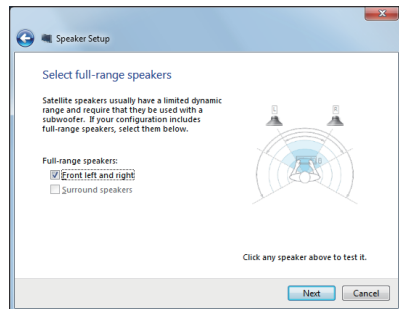 Speaker Setup
Select full-range speakers
Satellite speakers usually have a limited dynamic
range and require that they be used with a
subwoofer. If your configuration includes
full-range speakers, select them below.
Full-range speakers:
Front left and right
Surround speakers
Click any speaker above to test it.
Next
Cancel